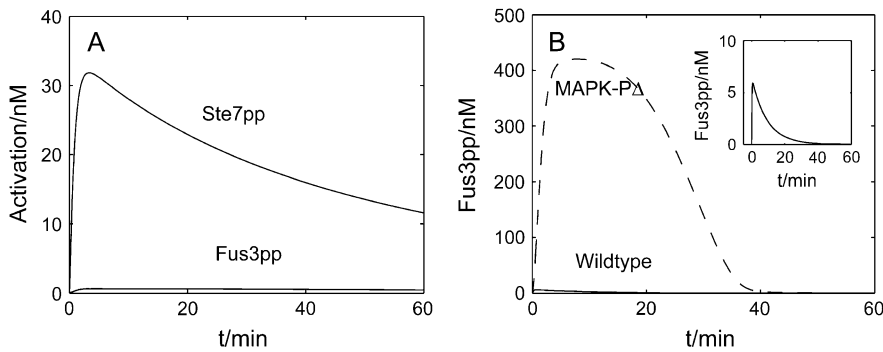 A
Activation/nM
40
30
20
10
0
Ste7pp
Fus3pp
0 20 40 60
t/min
B
Fus3pp/nM
500
400
300
200
100
0
MAPK-PΔ
Wildtype
0 20 40 60
t/min
Fus3pp/nM
10
5
0
0 20 40 60
t/min